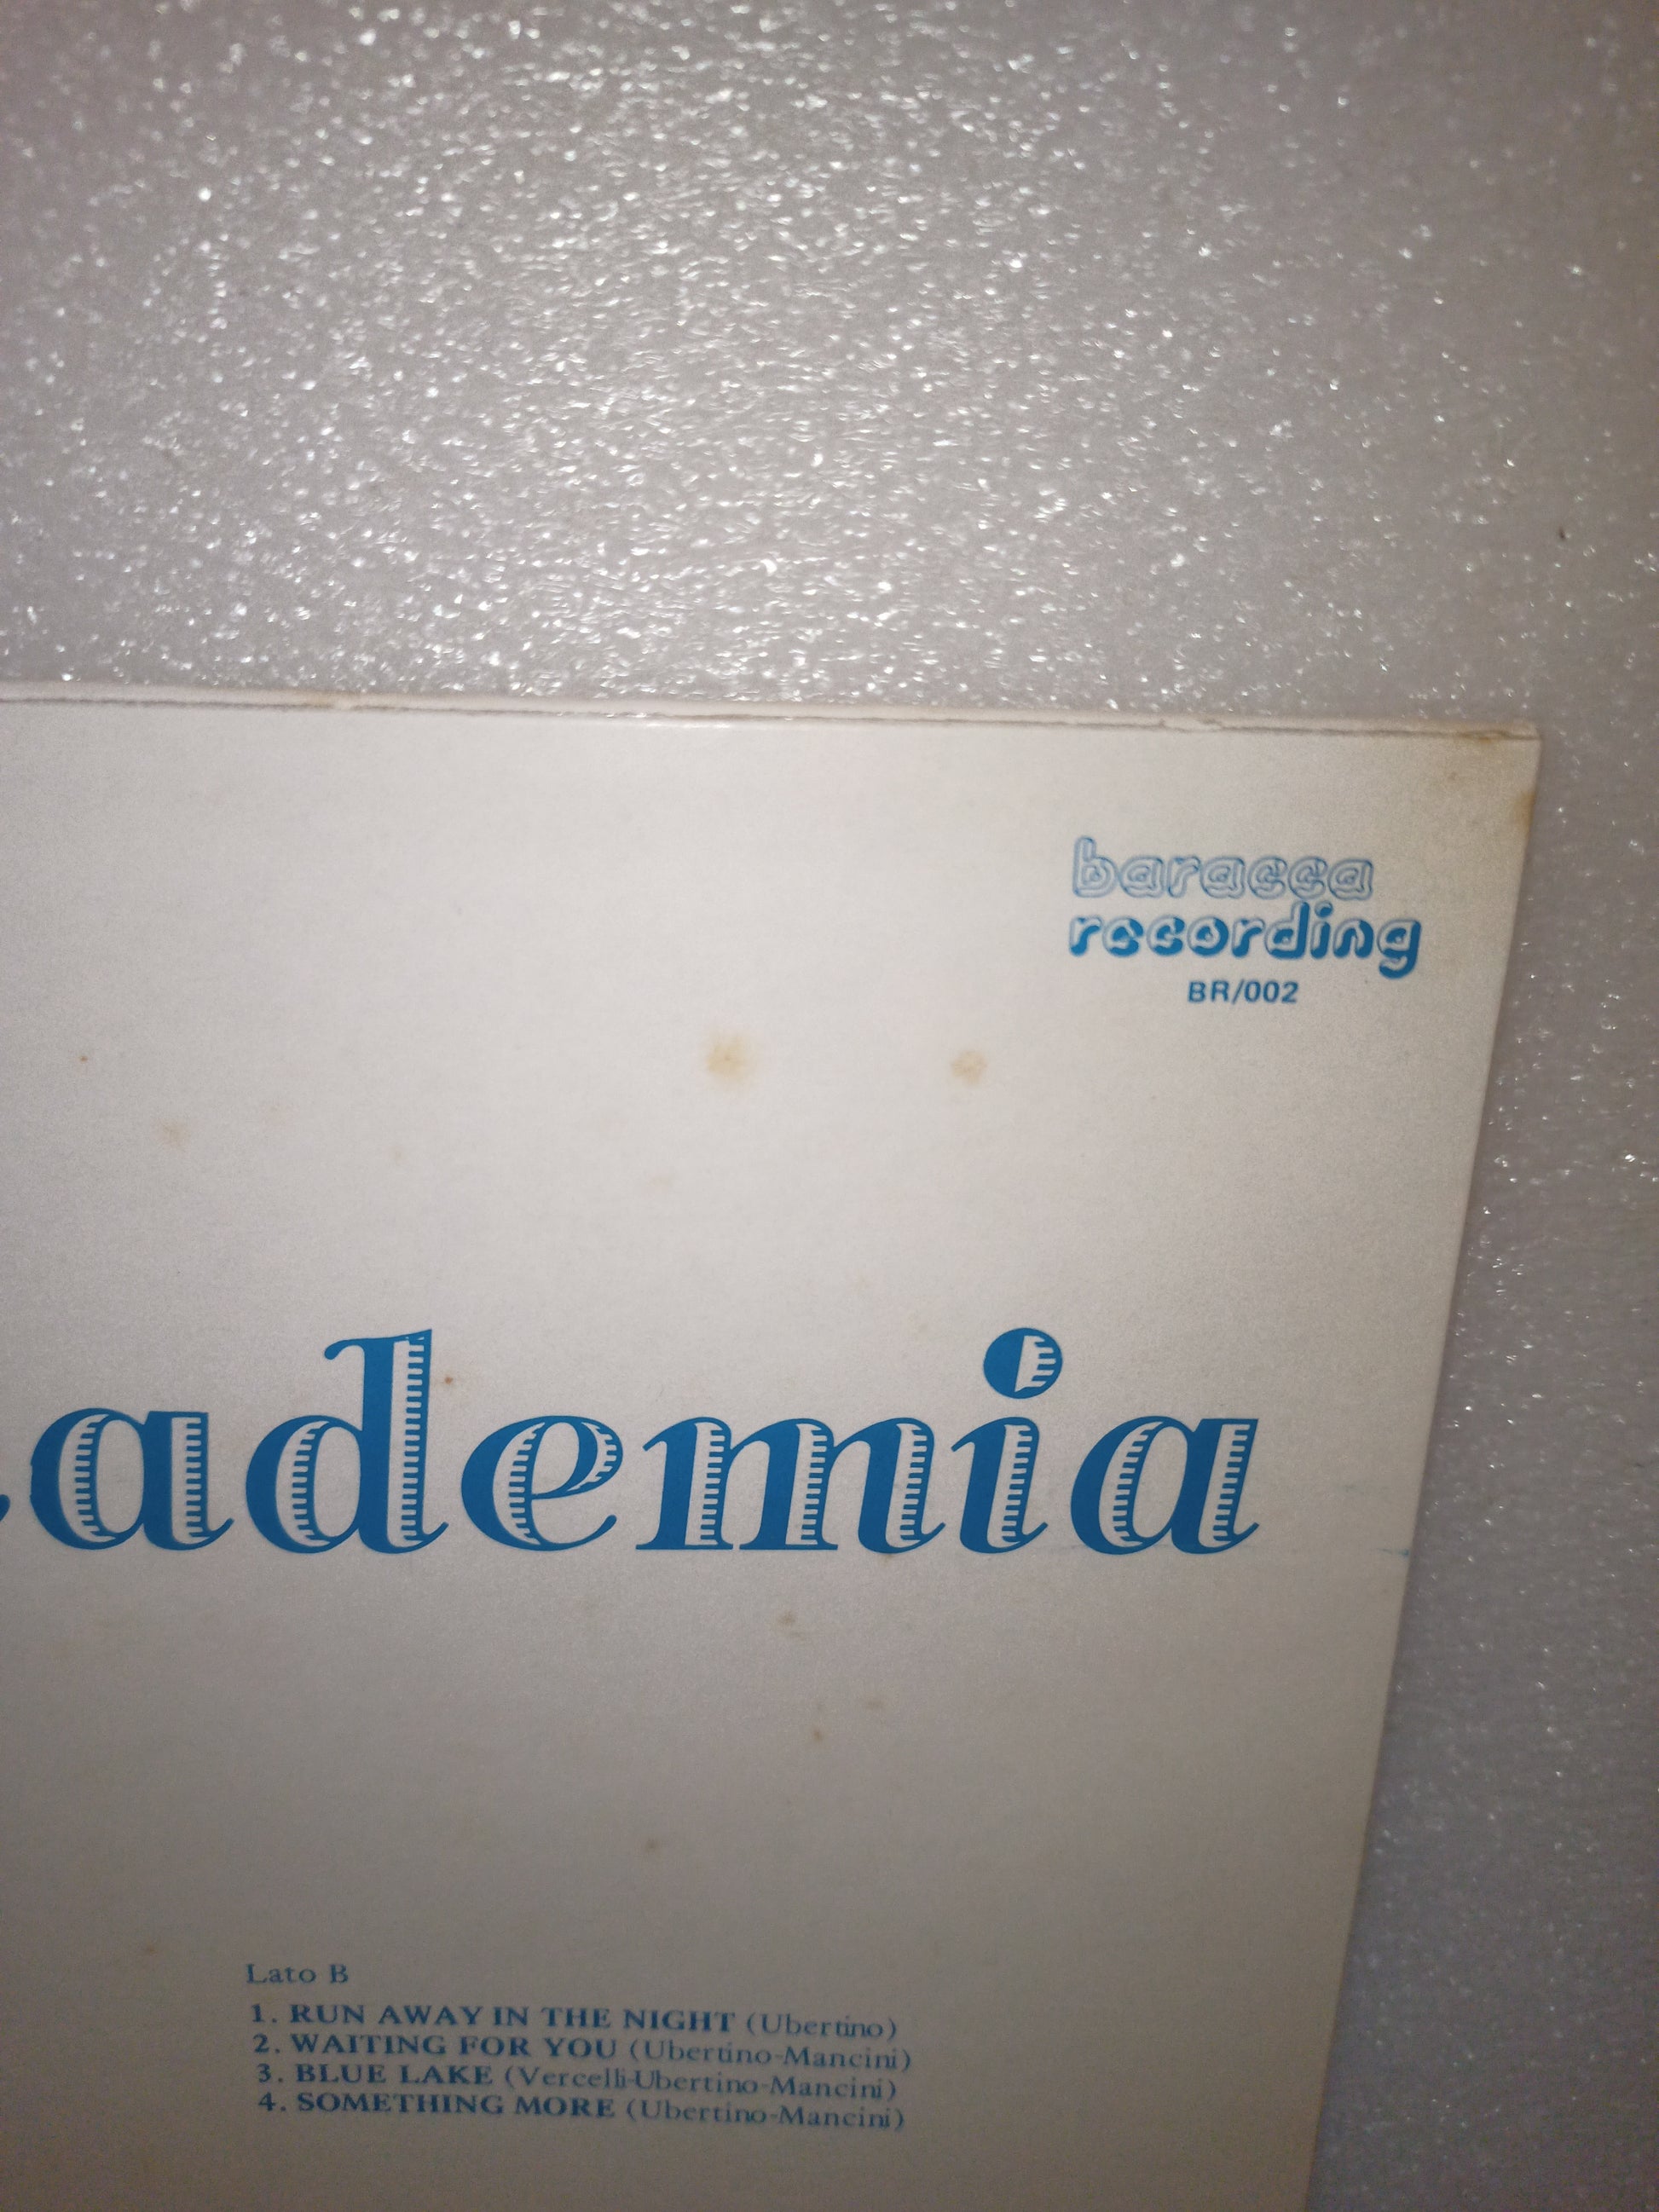 baracca
recording
BR/002
ademia
Lato B
1. RUN AWAY IN THE NIGHT (Ubertino)
2. WAITING FOR YOU (Ubertino-Mancini)
3. BLUE LAKE (Vercelli-Ubertino-Mancini)
4. SOMETHING MORE (Ubertino-Mancini)